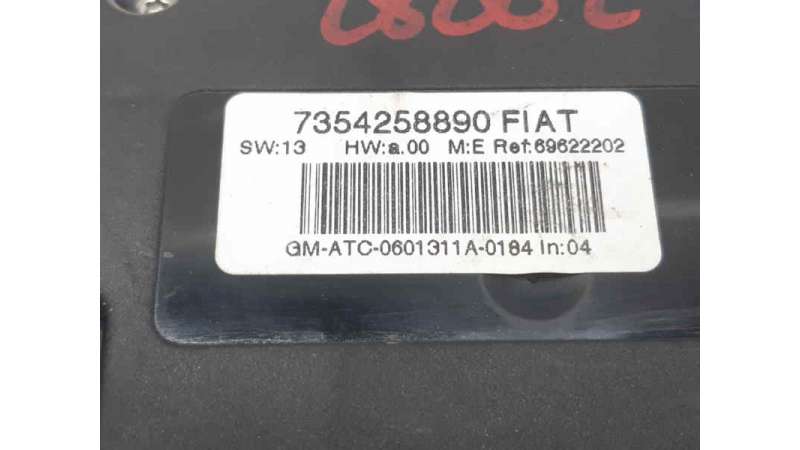 7354258890 FIAT
SW:13 HW:a.00 M:E Ref:69622202
GM-ATC-0601311A-0184 In:04